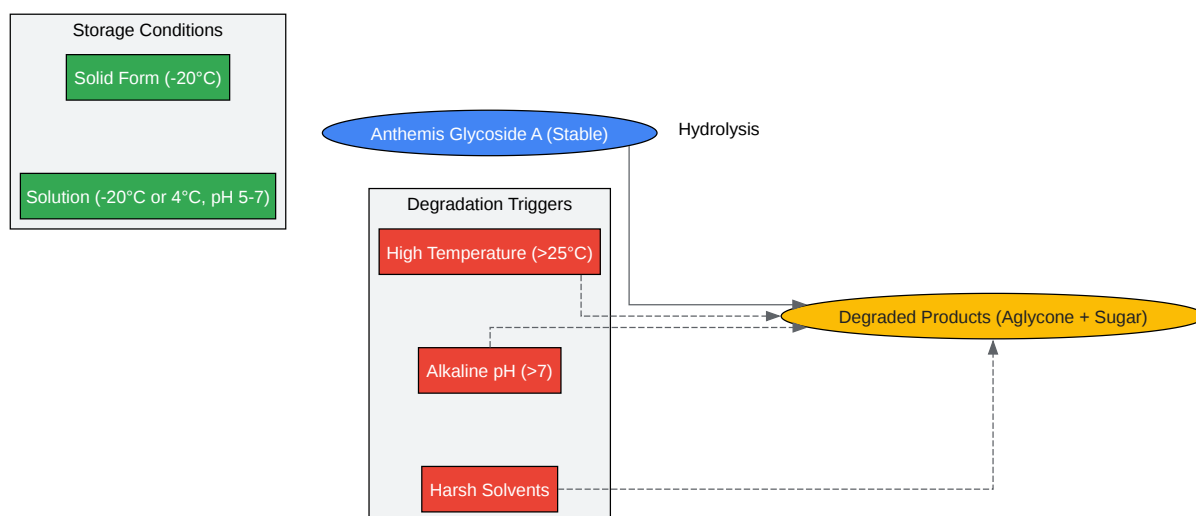 Storage Conditions
Solid Form (-20°C)
Solution (-20°C or 4°C, pH 5-7)
Anthemis Glycoside A (Stable)
Hydrolysis
Degradation Triggers
High Temperature (>25°C)
Alkaline pH (>7)
Harsh Solvents
Degraded Products (Aglycone + Sugar)